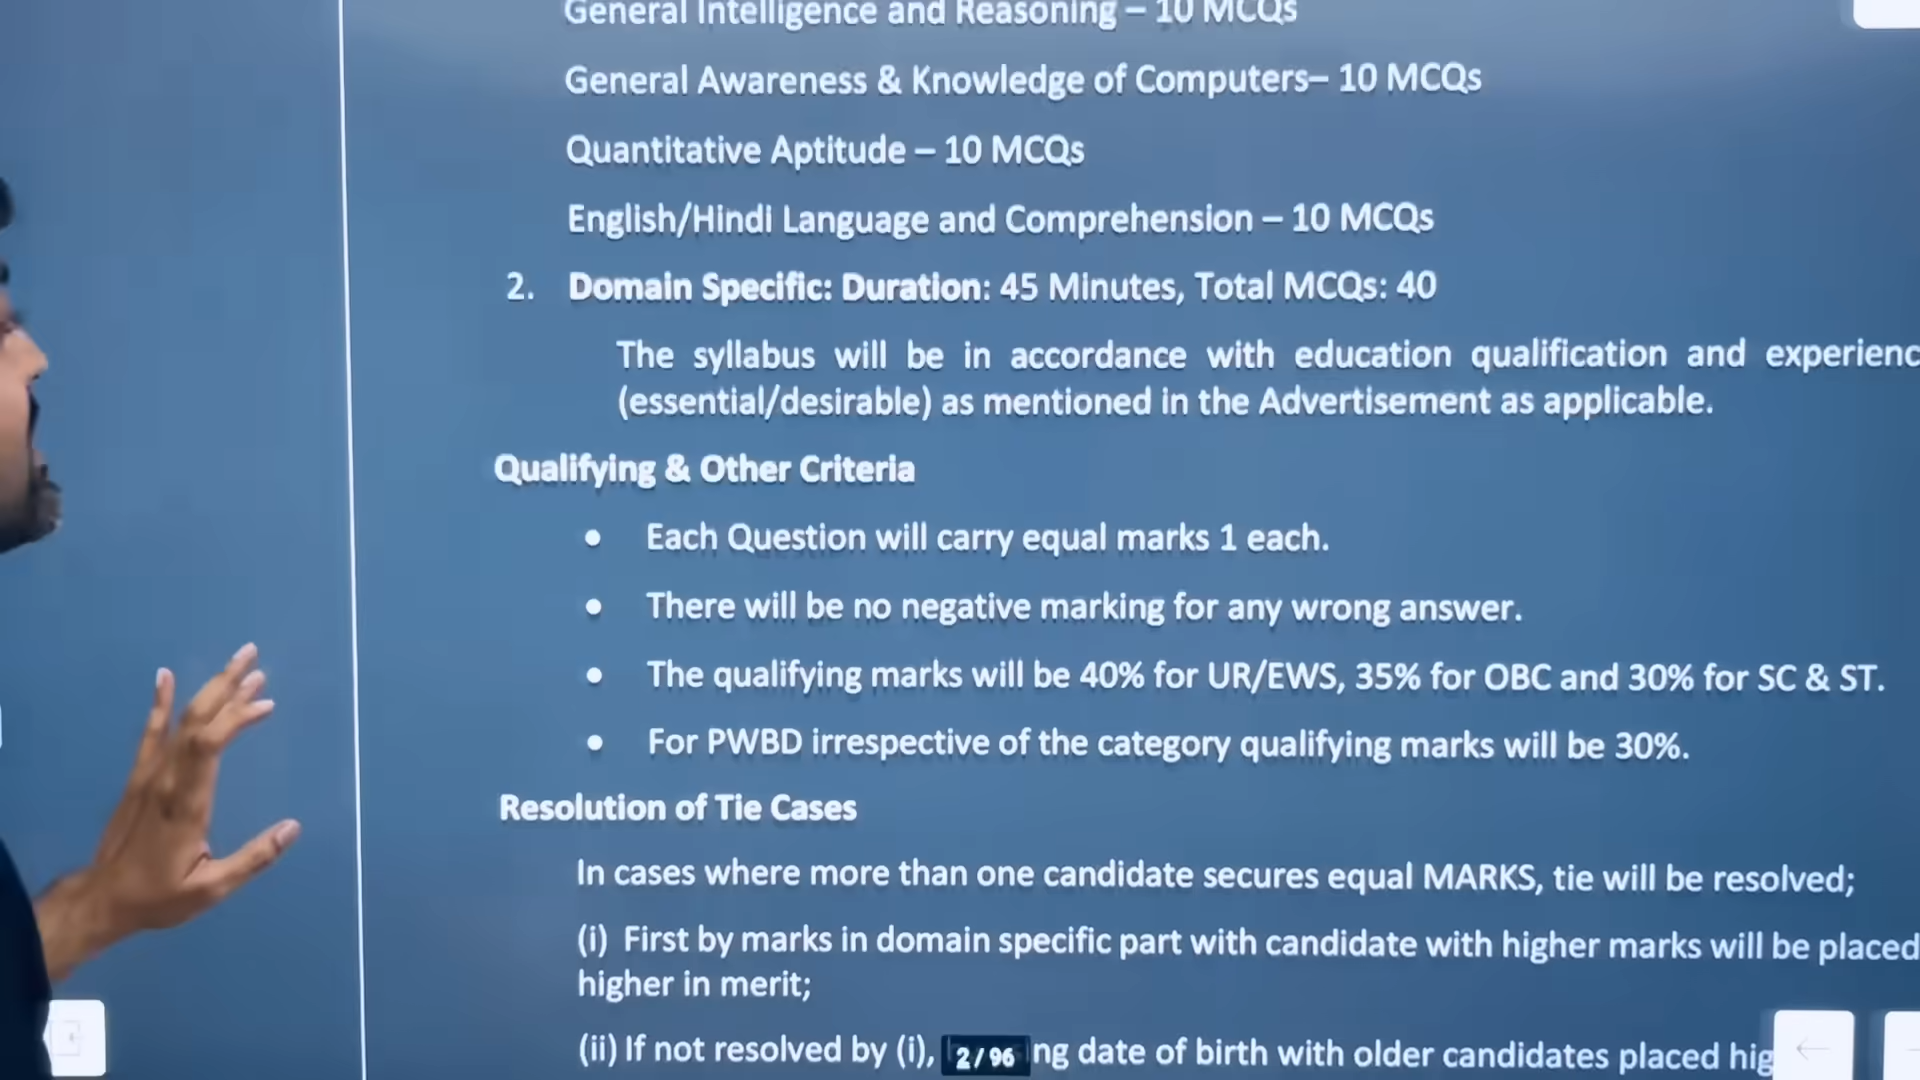 General Intelligence and Reasoning – 10 MCQs
General Awareness & Knowledge of Computers– 10 MCQs
Quantitative Aptitude – 10 MCQs
English/Hindi Language and Comprehension – 10 MCQs
2. Domain Specific: Duration: 45 Minutes, Total MCQs: 40
The syllabus will be in accordance with education qualification and experienc
(essential/desirable) as mentioned in the Advertisement as applicable.
Qualifying & Other Criteria
• Each Question will carry equal marks 1 each.
• There will be no negative marking for any wrong answer.
• The qualifying marks will be 40% for UR/EWS, 35% for OBC and 30% for SC & ST.
• For PWBD irrespective of the category qualifying marks will be 30%.
Resolution of Tie Cases
In cases where more than one candidate secures equal MARKS, tie will be resolved;
(i) First by marks in domain specific part with candidate with higher marks will be placed
higher in merit;
(ii) If not resolved by (i), 2/96 ng date of birth with older candidates placed hig